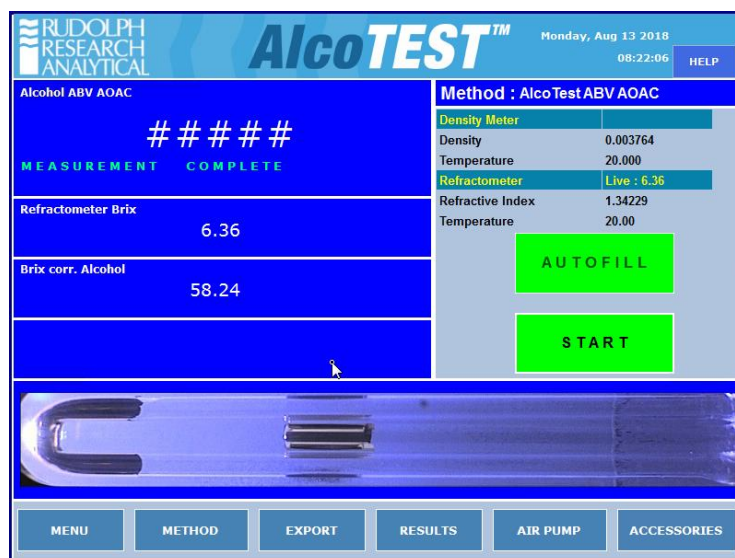 RUDOLPH
RESEARCH
ANALYTICAL
AlcoTEST™
Monday, Aug 13 2018
08:22:06
HELP
Alcohol ABV AOAC
#####
MEASUREMENT COMPLETE
Refractometer Brix
6.36
Brix corr. Alcohol
58.24
Method : AlcoTest ABV AOAC
Density Meter
Density 0.003764
Temperature 20.000
Refractometer Live : 6.36
Refractive Index 1.34229
Temperature 20.00
AUTOFILL
START
MENU METHOD EXPORT RESULTS AIR PUMP ACCESSORIES